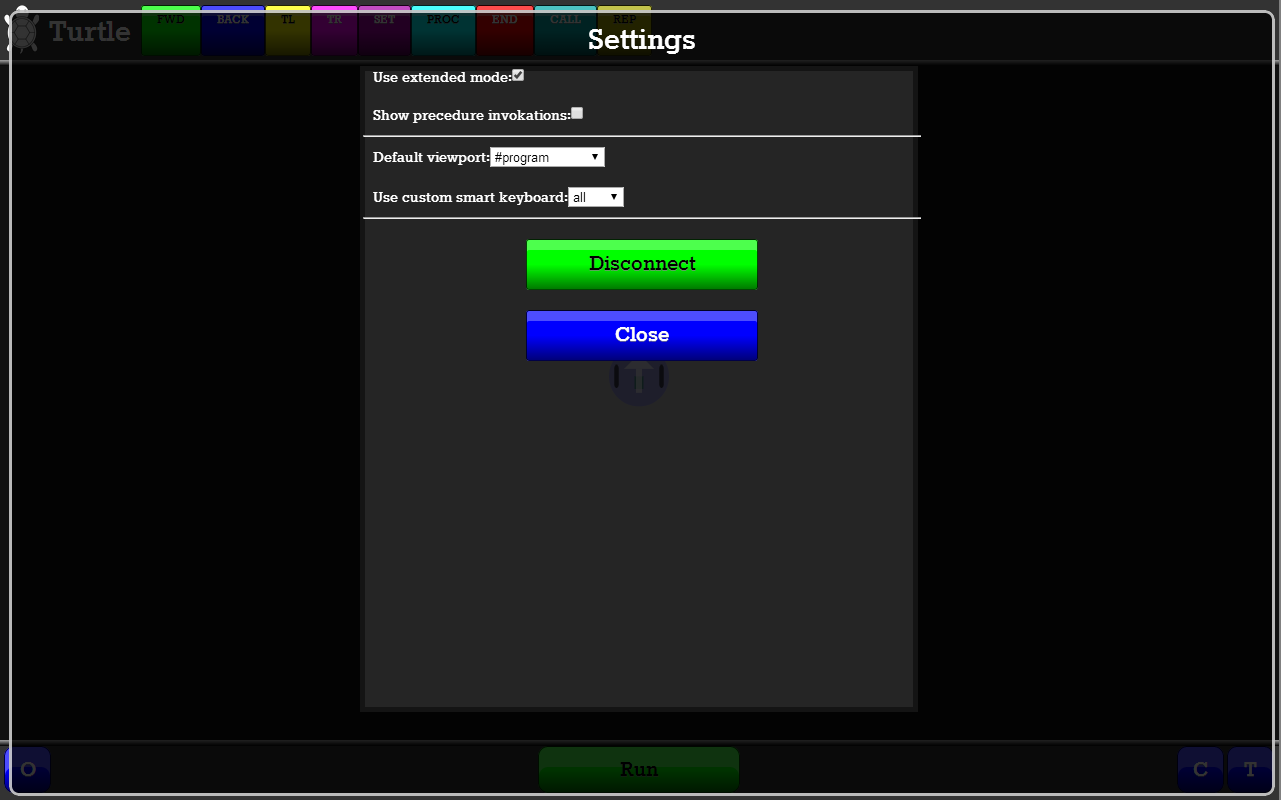 Turtle FWD BACK TL TR SET PROC END CALL REP
Settings
Use extended mode:
Show precedure invokations:
Default viewport: #program
Use custom smart keyboard: all
Disconnect
Close
O Run C T